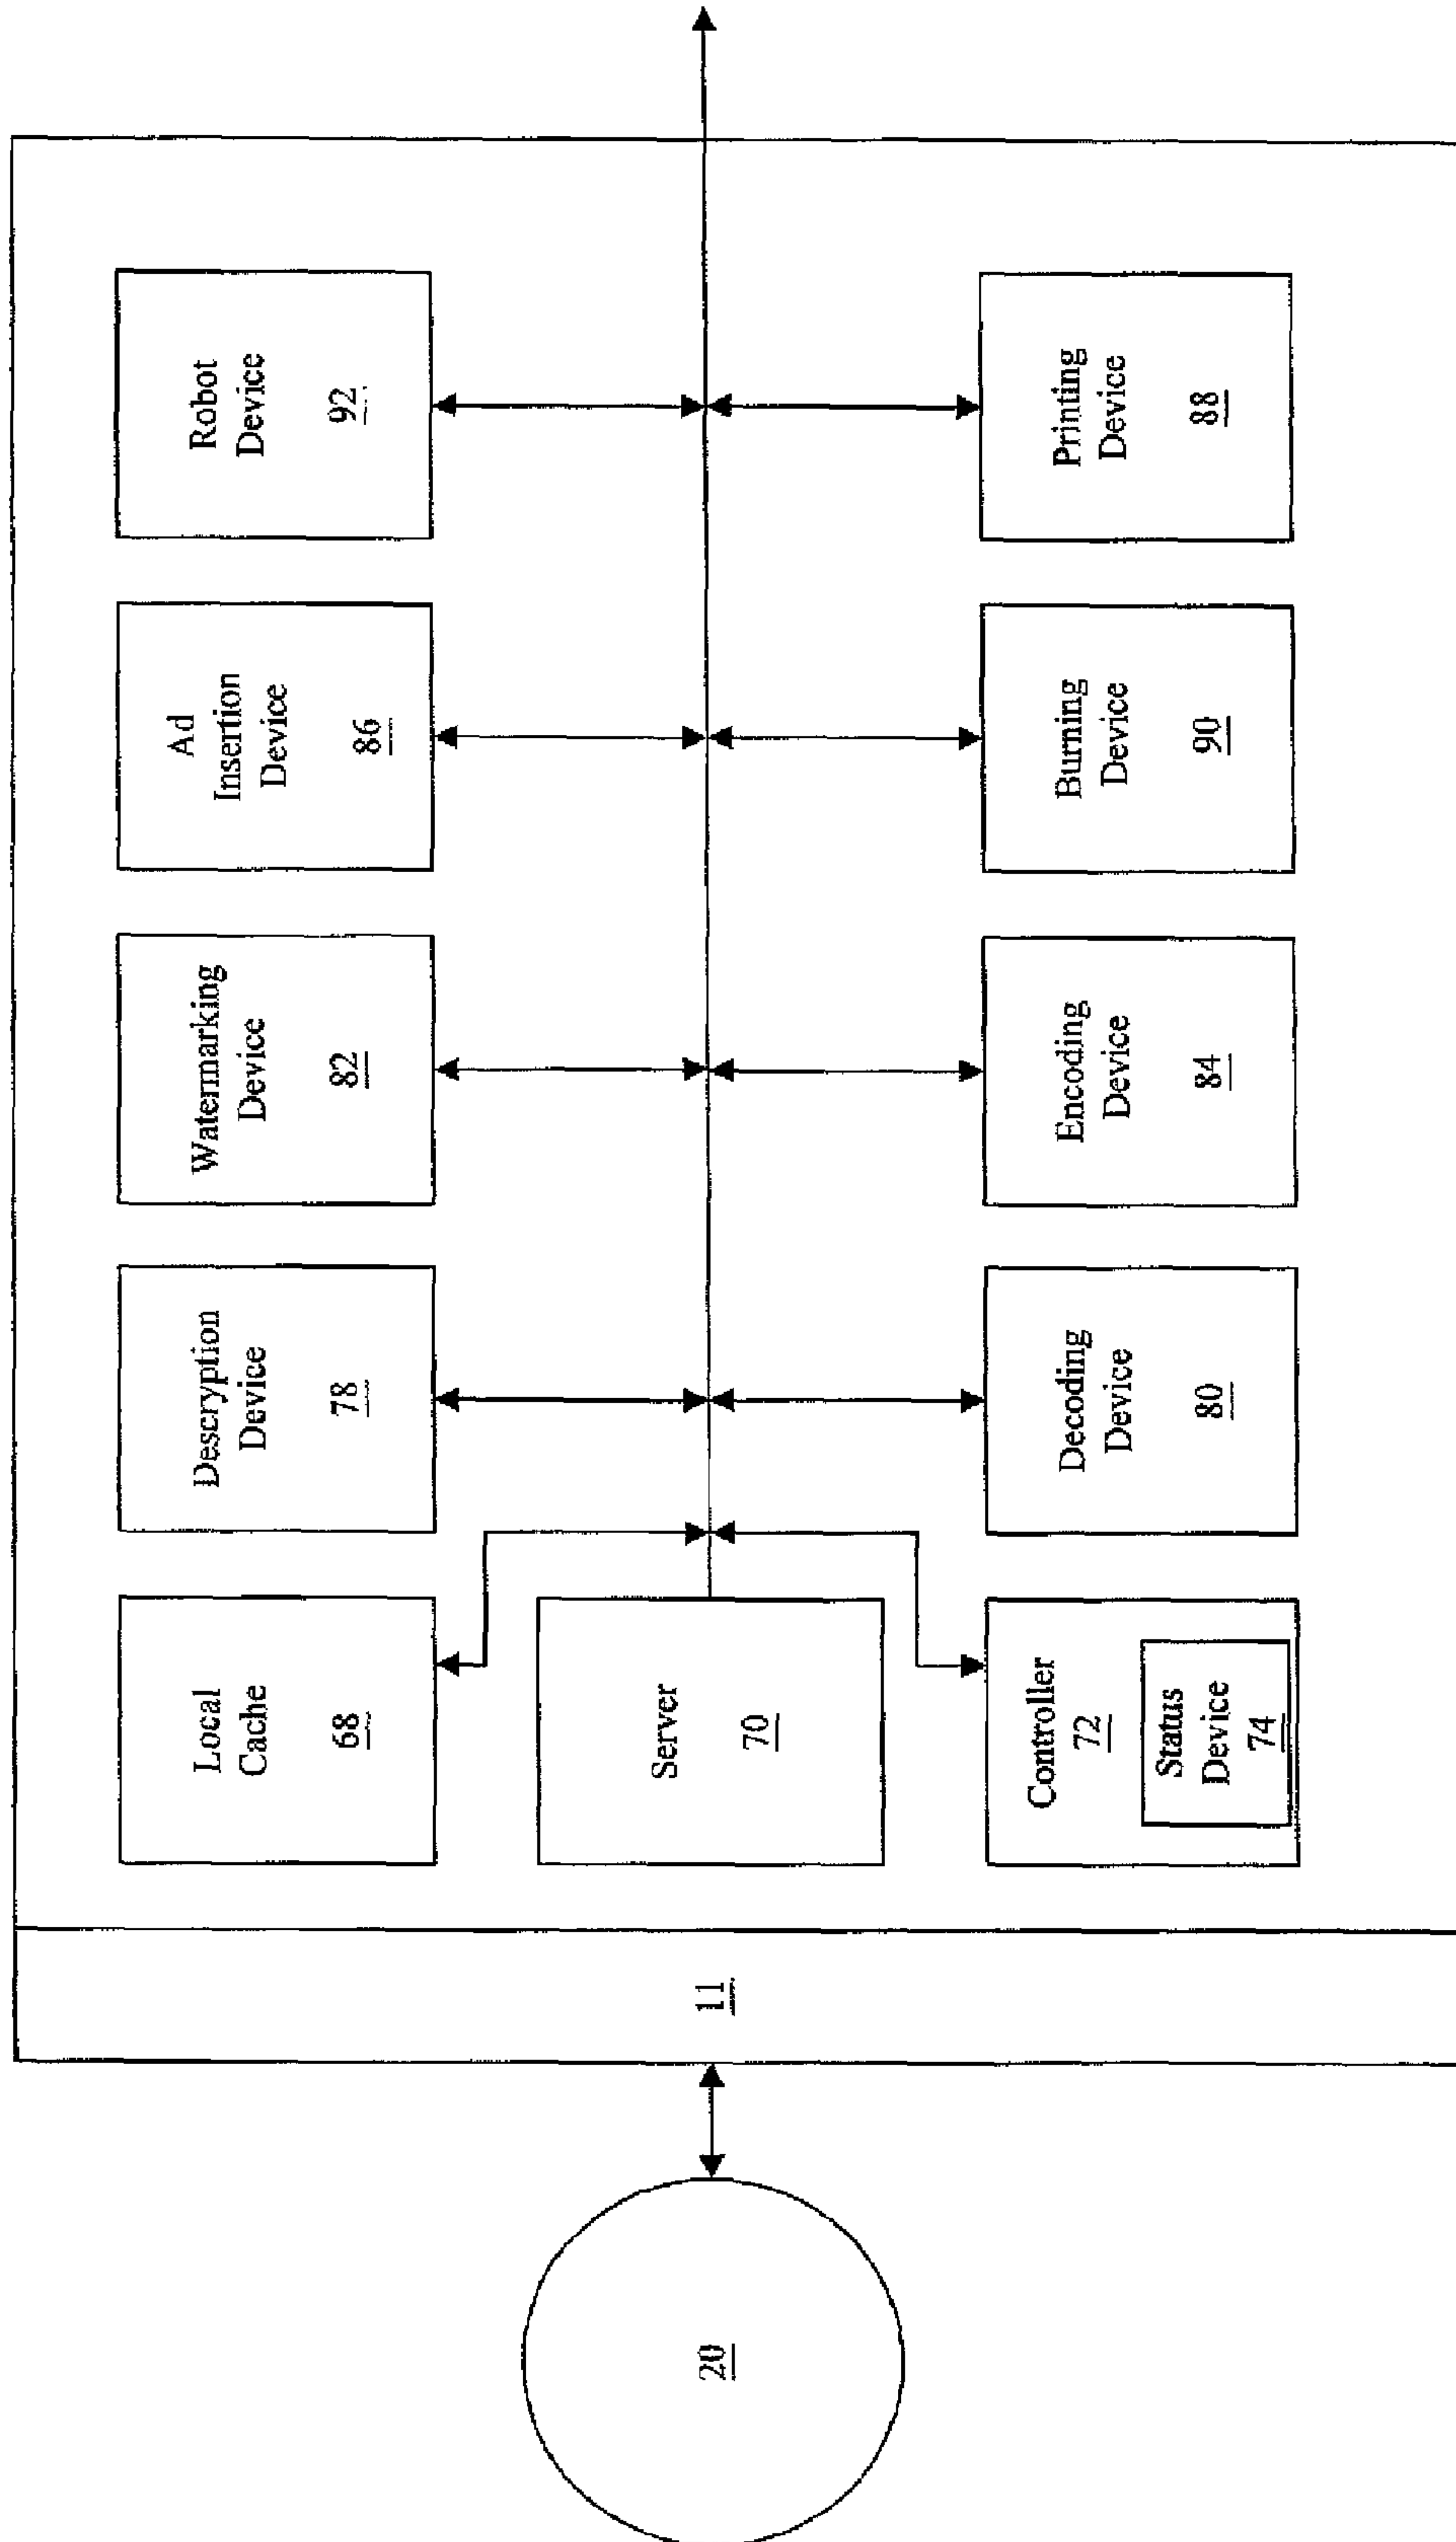 20
11
Local
Cache
68
Descryption
Device
78
Watermarking
Device
82
Ad
Insertion
Device
86
Robot
Device
92
Server
70
Controller
72
Status
Device
74
Decoding
Device
80
Encoding
Device
84
Burning
Device
90
Printing
Device
88